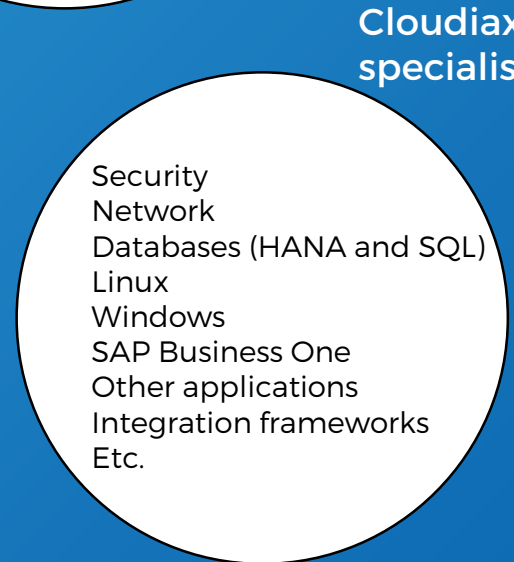 Cloudiax
specialis
Security
Network
Databases (HANA and SQL)
Linux
Windows
SAP Business One
Other applications
Integration frameworks
Etc.